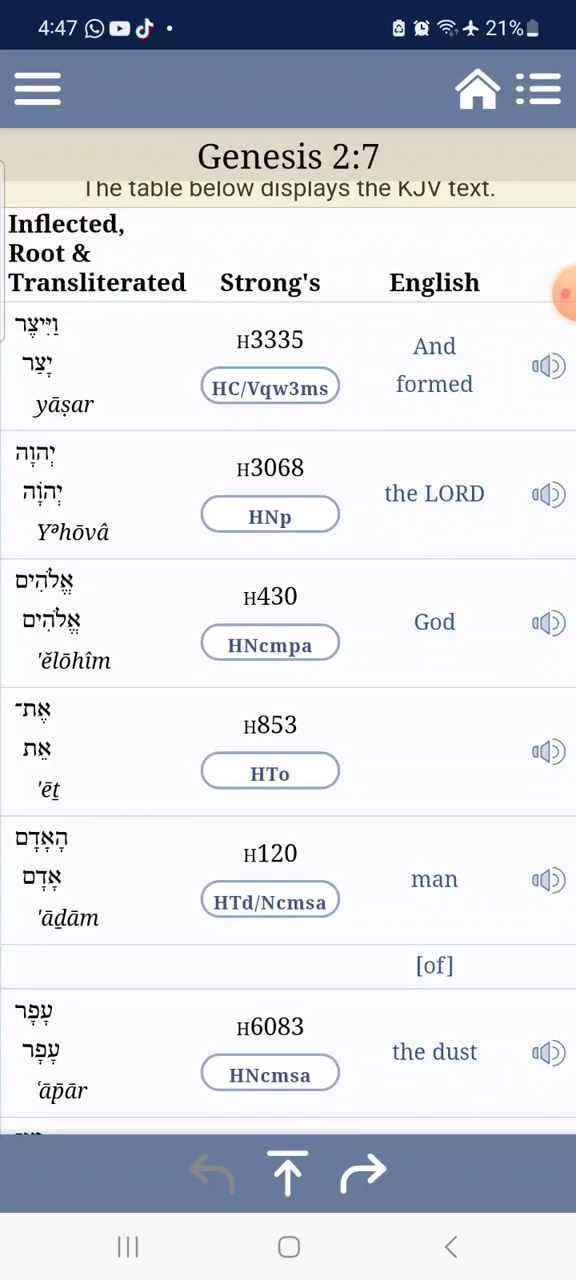 4:47
21%
Genesis 2:7
The table below displays the KJV text.
Inflected,
Root &
Transliterated
Strong's
English
וַיִּיצֶר
יָצַר
yāṣar
H3335
HC/Vqw3ms
And
formed
יְהוָה
יְהֹוָה
Yᵊhōvâ
H3068
HNp
the LORD
אֱלֹהִים
אֱלֹהִים
'ĕlōhîm
H430
HNcmpa
God
אֶת־
אֵת
'ēṯ
H853
HTo
הָאָדָם
אָדָם
'āḏām
H120
HTd/Ncmsa
man
[of]
עָפָר
עָפָר
ʿāp̄ār
H6083
HNcmsa
the dust